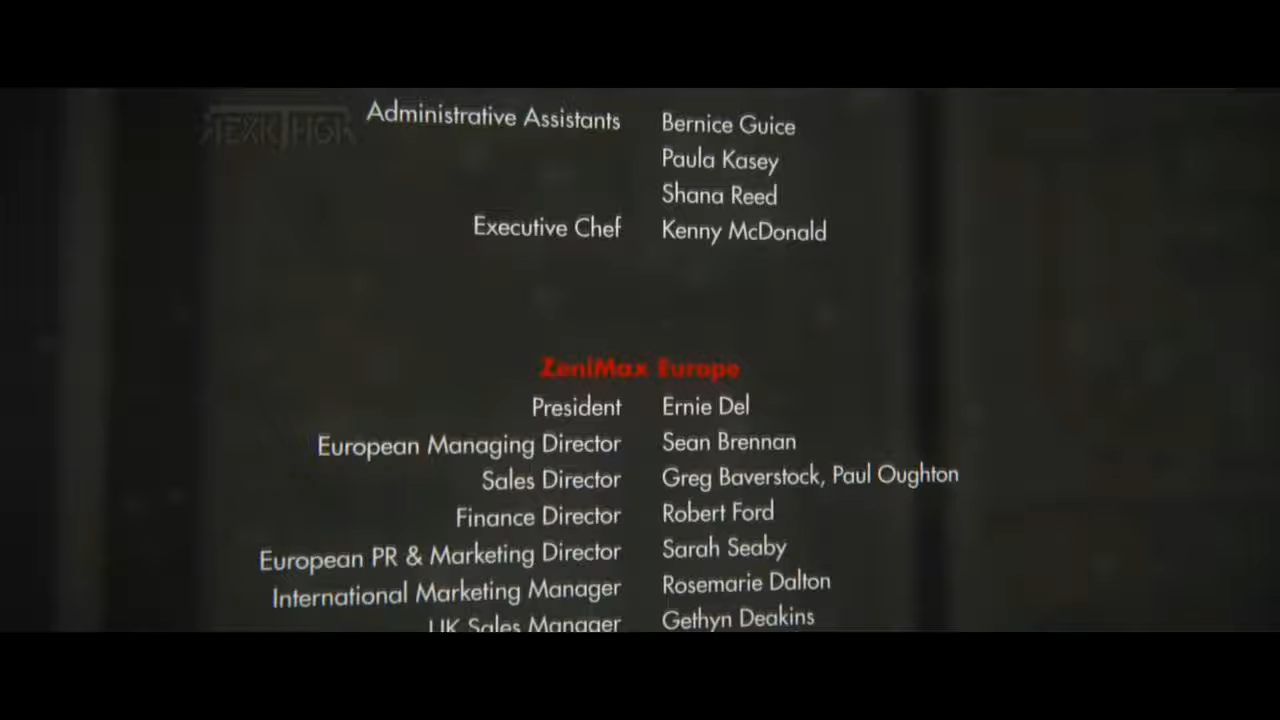 Administrative Assistants Bernice Guice
Paula Kasey
Shana Reed
Executive Chef Kenny McDonald
ZeniMax Europe
President Ernie Del
European Managing Director Sean Brennan
Sales Director Greg Baverstock, Paul Oughton
Finance Director Robert Ford
European PR & Marketing Director Sarah Seaby
International Marketing Manager Rosemarie Dalton
UK Sales Manager Gethyn Deakins